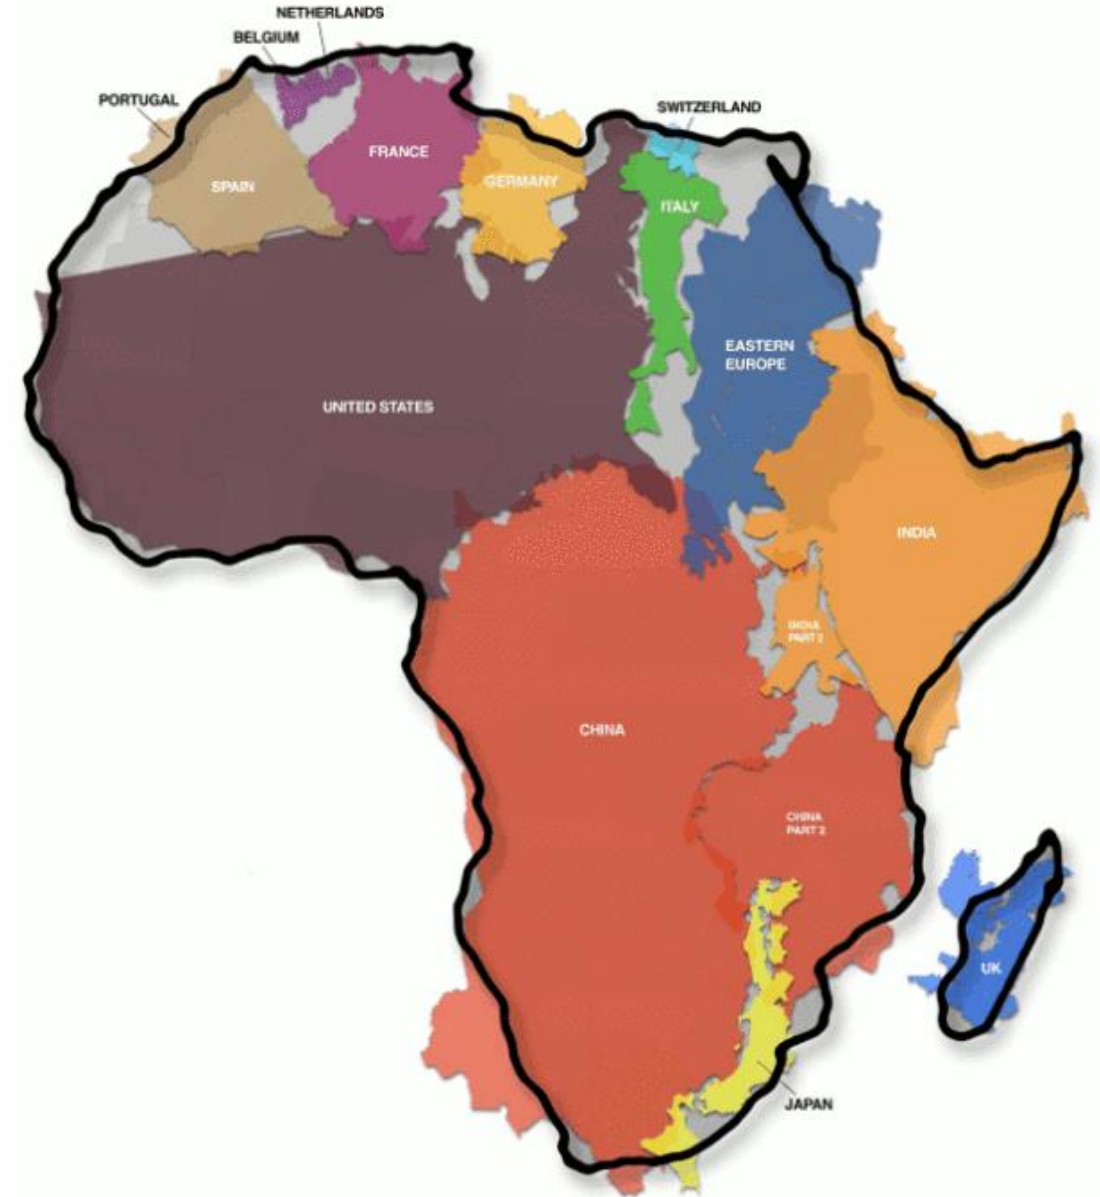 NETHERLANDS
BELGIUM
PORTUGAL
SWITZERLAND
FRANCE
GERMANY
SPAIN
ITALY
EASTERN
EUROPE
UNITED STATES
INDIA
INDIA
PART 2
CHINA
CHINA
PART 2
UK
JAPAN